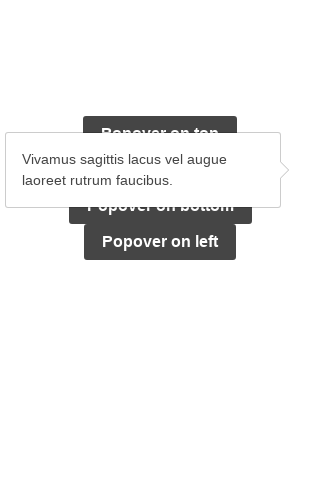 Popover on top
Vivamus sagittis lacus vel augue
laoreet rutrum faucibus.
Popover on bottom
Popover on left